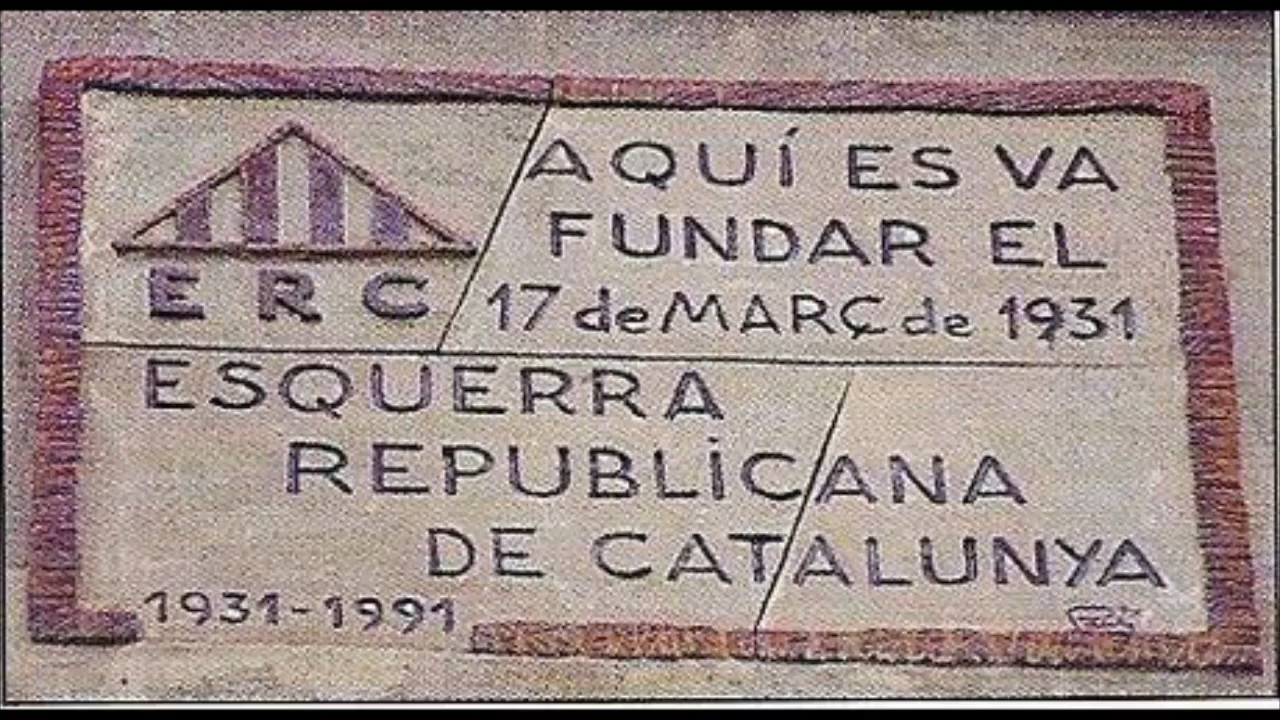 ERC
AQUÍ ES VA
FUNDAR EL
17 de MARÇ de 1931
ESQUERRA
REPUBLiCANA
DE CATALUNYA
1931-1991